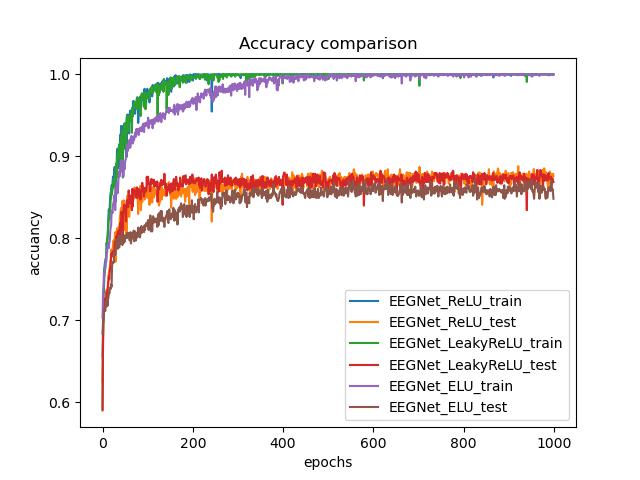 Accuracy comparison
1.0
0.9
0.8
0.7
0.6
accuancy
0
200
400
600
800
1000
epochs
EEGNet_ReLU_train
EEGNet_ReLU_test
EEGNet_LeakyReLU_train
EEGNet_LeakyReLU_test
EEGNet_ELU_train
EEGNet_ELU_test